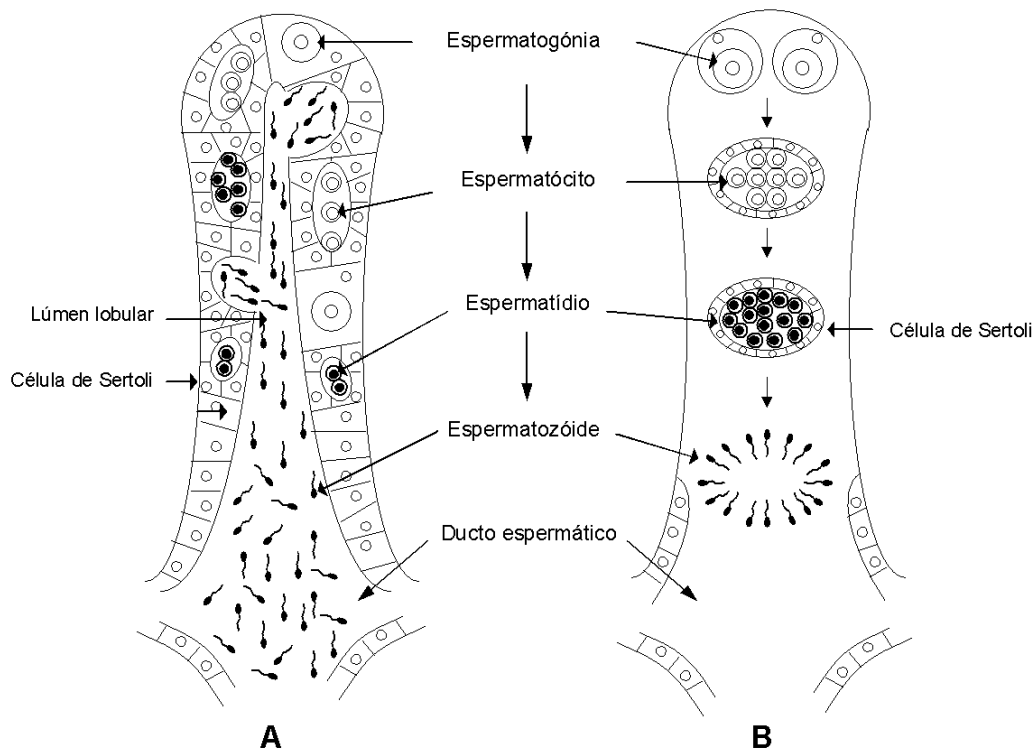 Espermatogónia
Espermatócito
Espermatídio
Lúmen lobular
Célula de Sertoli
Célula de Sertoli
Espermatozóide
Ducto espermático
A
B